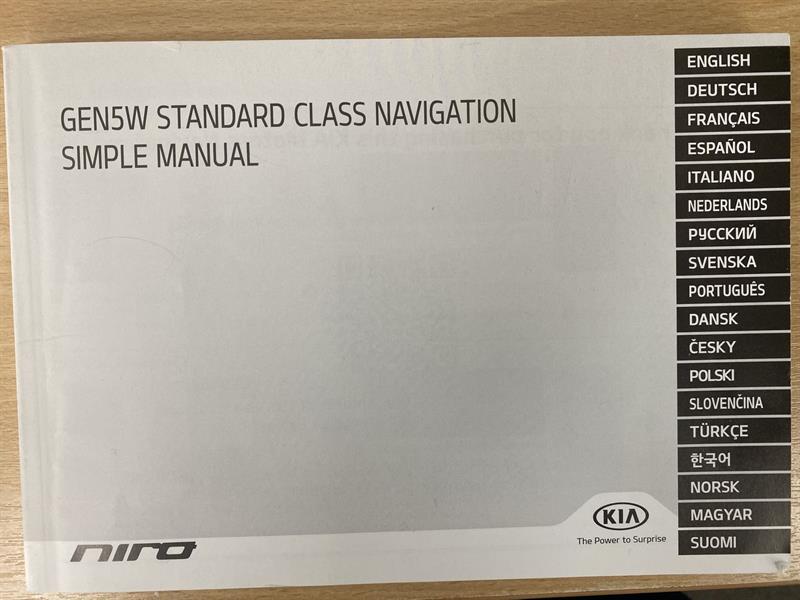 GEN5W STANDARD CLASS NAVIGATION
SIMPLE MANUAL
ENGLISH
DEUTSCH
FRANÇAIS
ESPAÑOL
ITALIANO
NEDERLANDS
РУССКИЙ
SVENSKA
PORTUGUÊS
DANSK
ČESKY
POLSKI
SLOVENČINA
TÜRKÇE
한국어
NORSK
MAGYAR
SUOMI
KIA
The Power to Surprise
niro